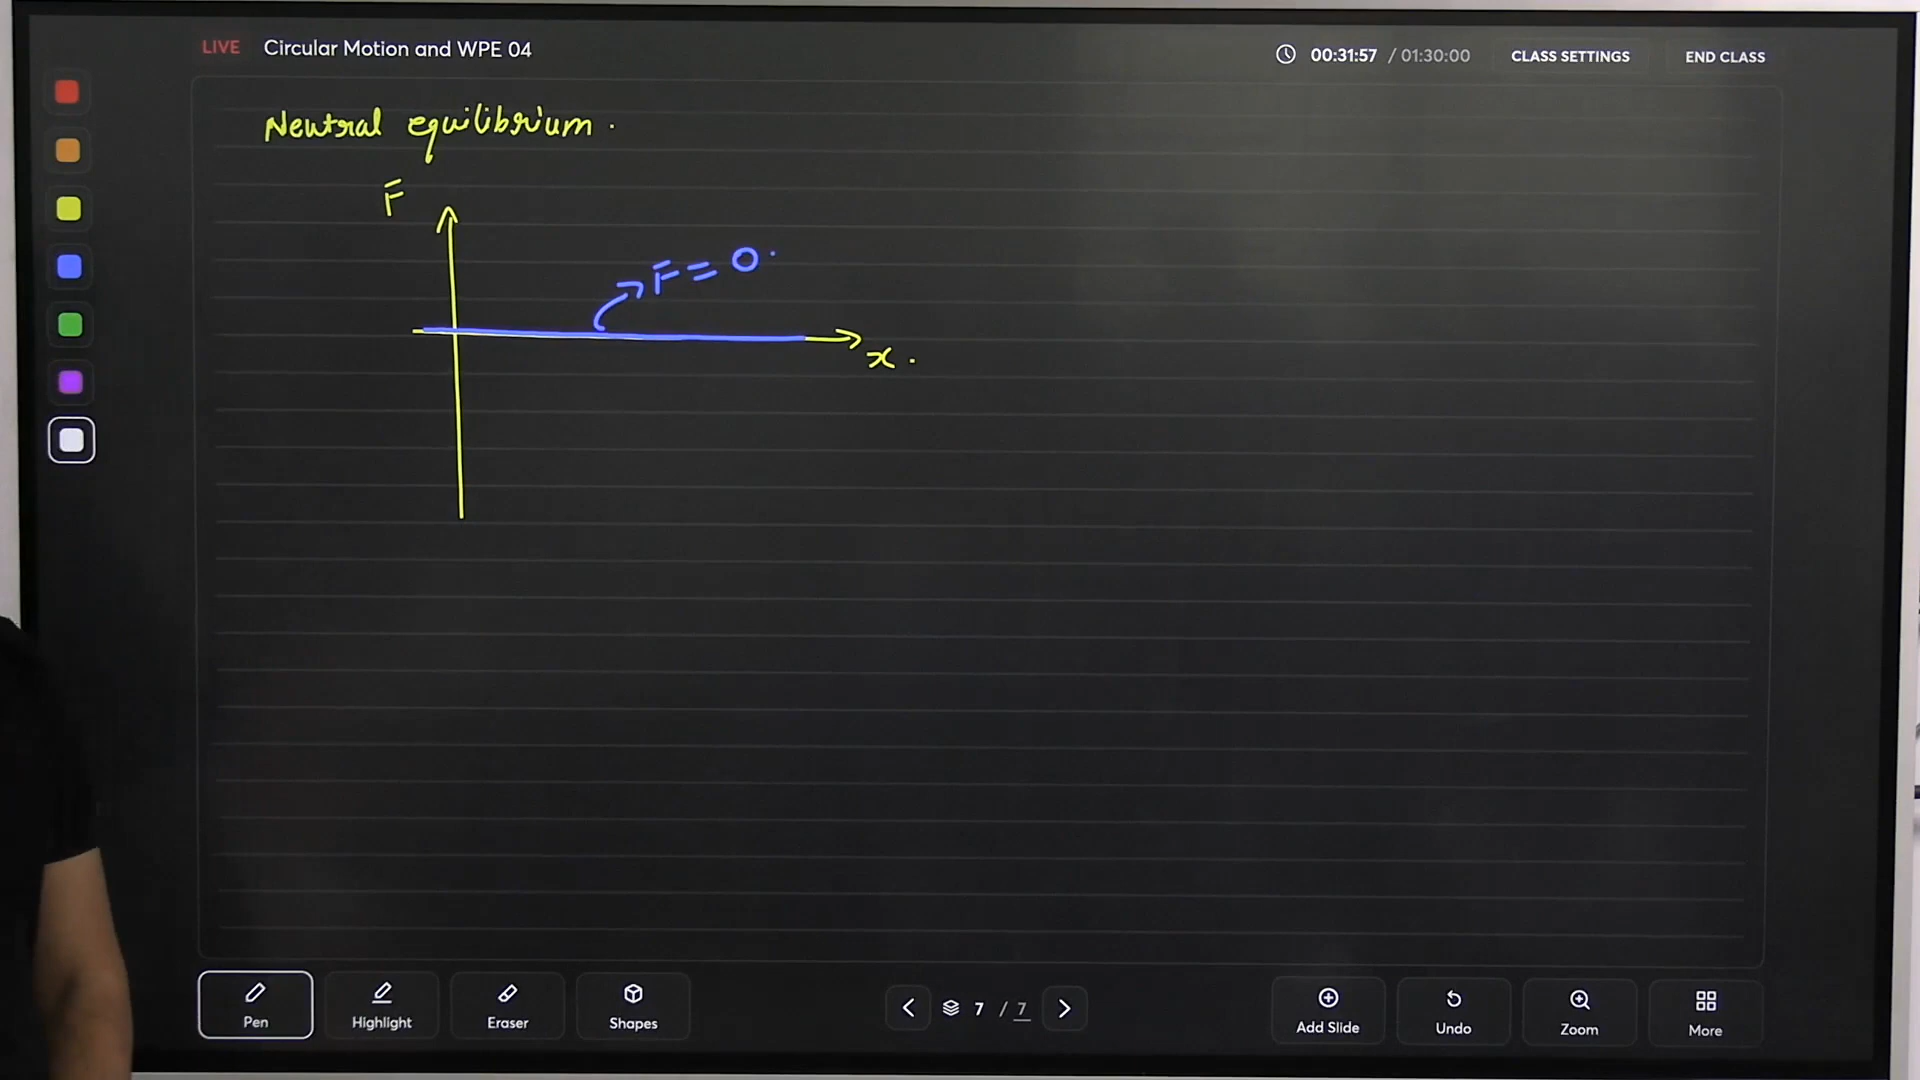 LIVE Circular Motion and WPE 04
00:31:57 / 01:30:00 CLASS SETTINGS END CLASS
Neutral equilibrium.
F
F = 0.
x.
Pen Highlight Eraser Shapes
7 / 7
Add Slide Undo Zoom More